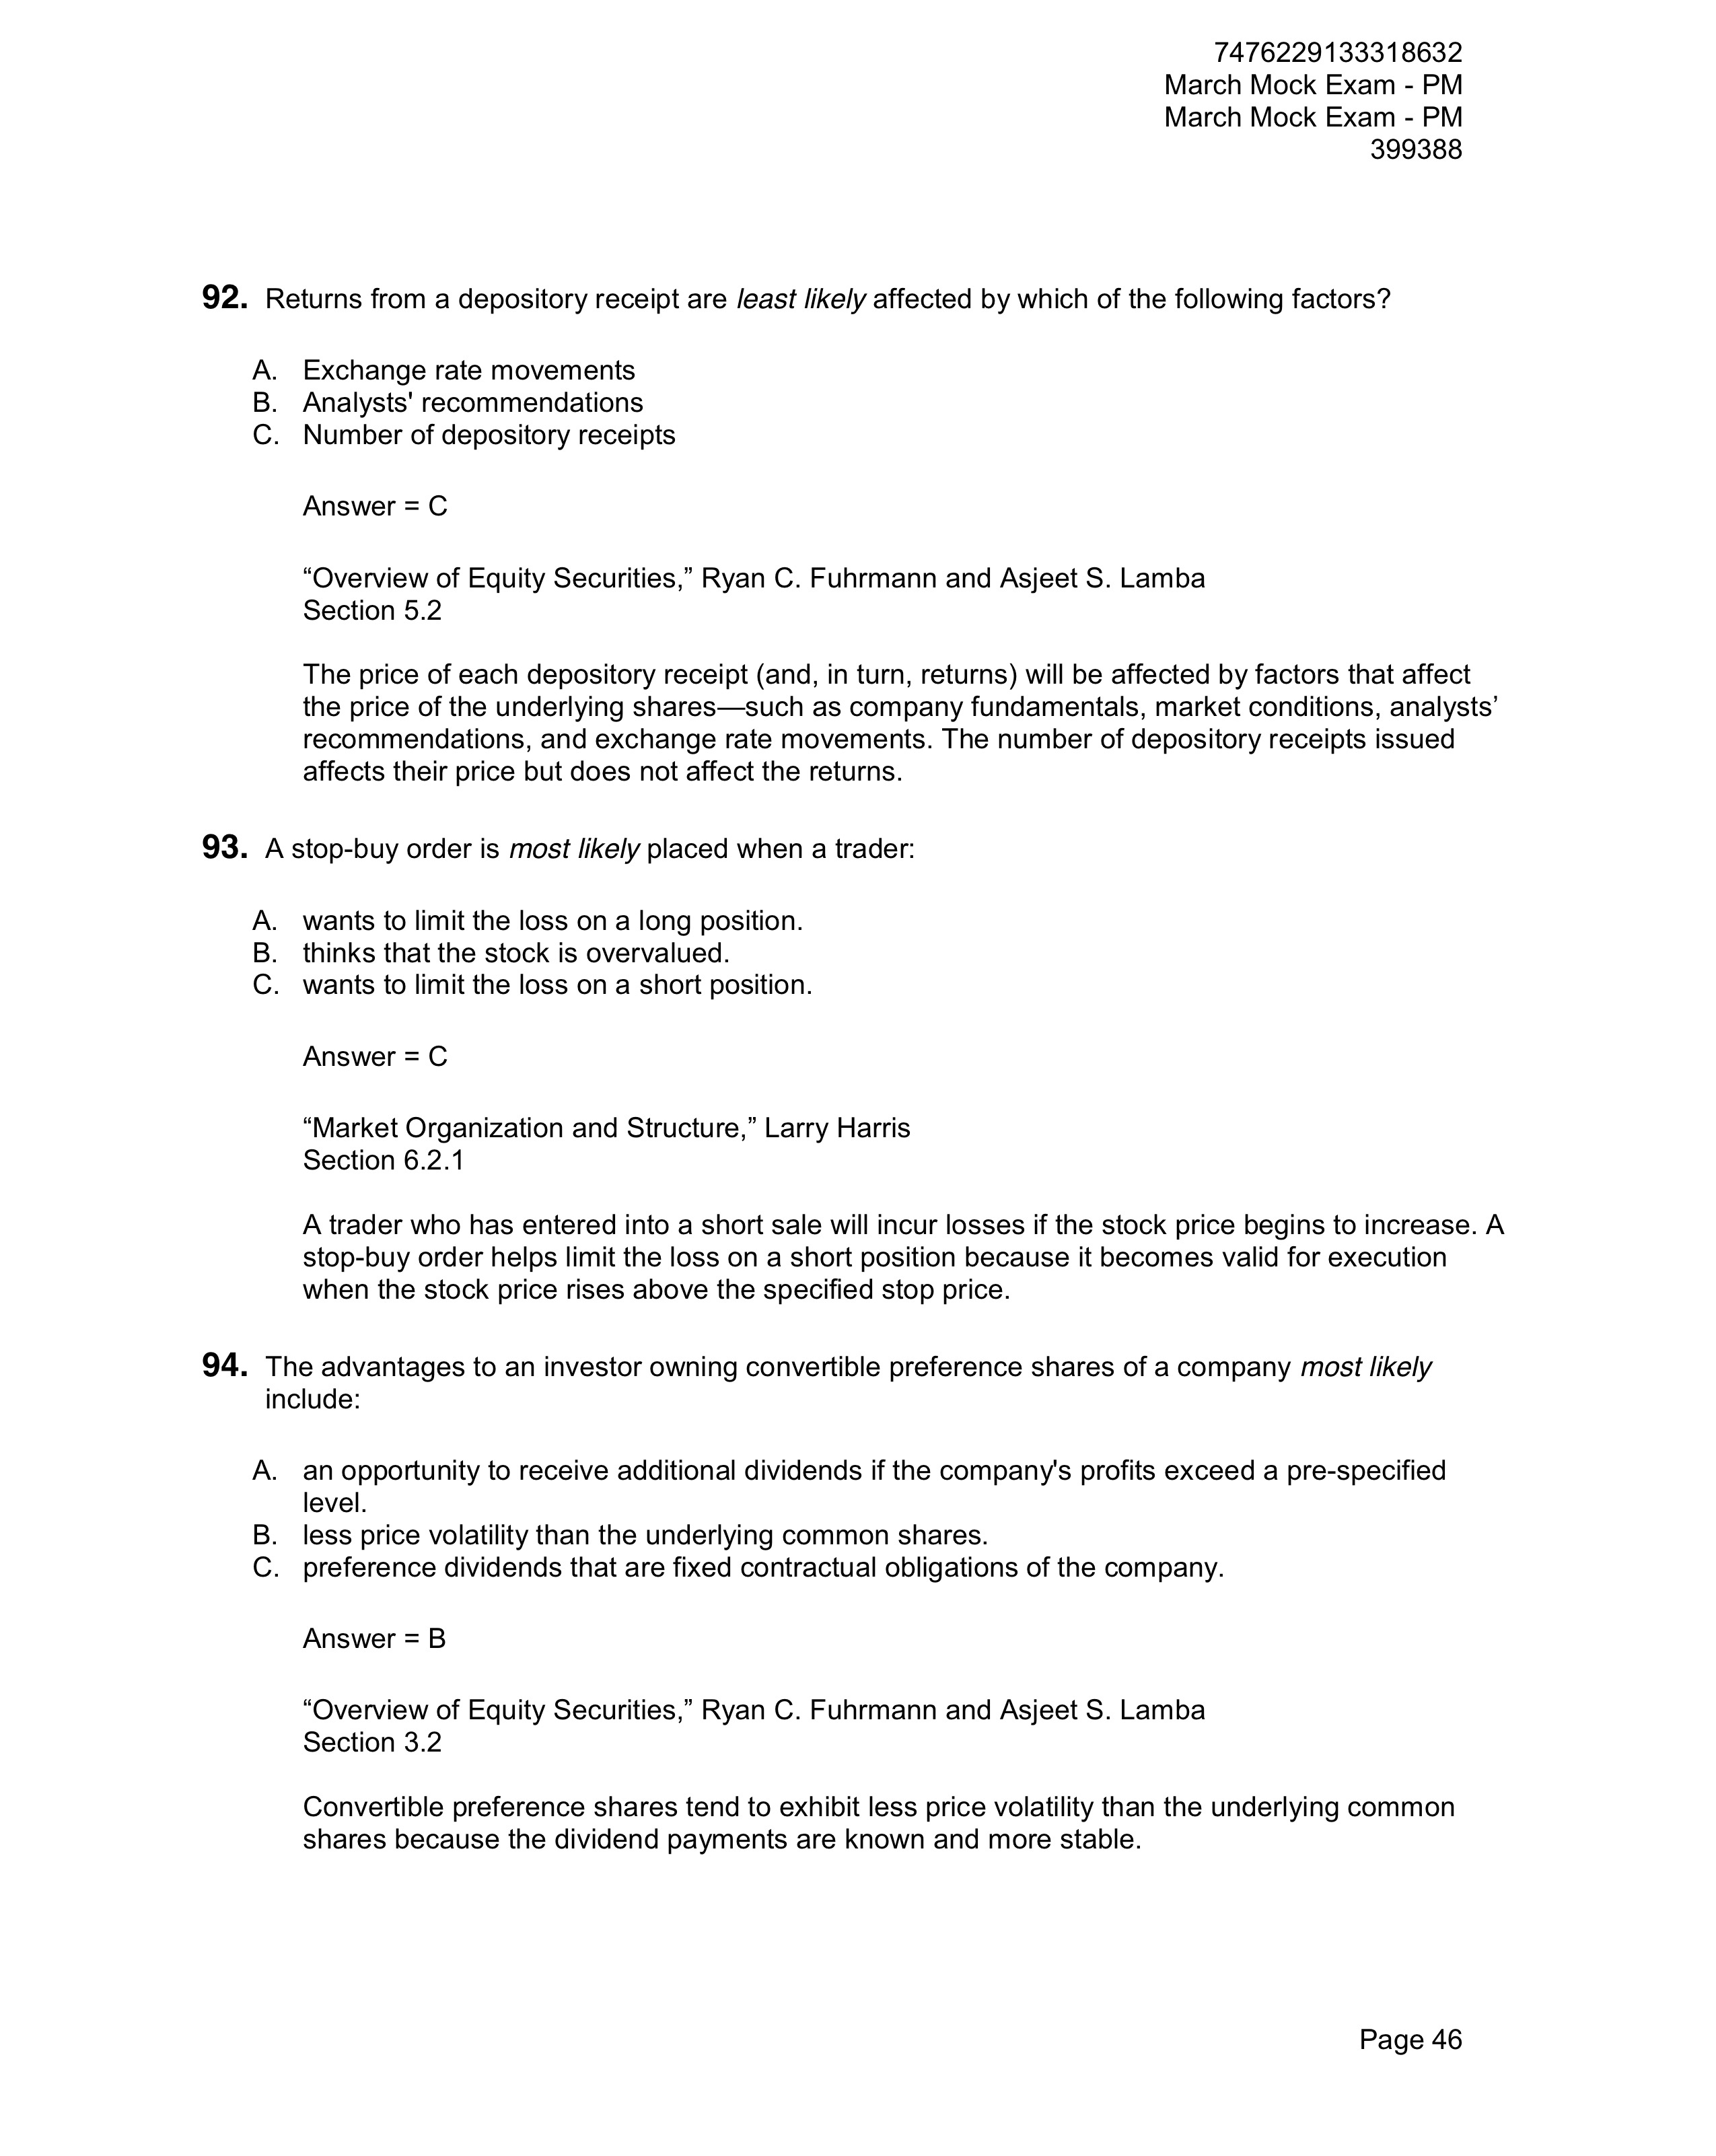 7476229133318632
March Mock Exam - PM
March Mock Exam - PM
399388
92. Returns from a depository receipt are least likely affected by which of the following factors?
A. Exchange rate movements
B. Analysts' recommendations
C. Number of depository receipts
Answer = C
“Overview of Equity Securities,” Ryan C. Fuhrmann and Asjeet S. Lamba
Section 5.2
The price of each depository receipt (and, in turn, returns) will be affected by factors that affect
the price of the underlying shares—such as company fundamentals, market conditions, analysts’
recommendations, and exchange rate movements. The number of depository receipts issued
affects their price but does not affect the returns.
93. A stop-buy order is most likely placed when a trader:
A. wants to limit the loss on a long position.
B. thinks that the stock is overvalued.
C. wants to limit the loss on a short position.
Answer = C
“Market Organization and Structure,” Larry Harris
Section 6.2.1
A trader who has entered into a short sale will incur losses if the stock price begins to increase. A
stop-buy order helps limit the loss on a short position because it becomes valid for execution
when the stock price rises above the specified stop price.
94. The advantages to an investor owning convertible preference shares of a company most likely
include:
A. an opportunity to receive additional dividends if the company's profits exceed a pre-specified
level.
B. less price volatility than the underlying common shares.
C. preference dividends that are fixed contractual obligations of the company.
Answer = B
“Overview of Equity Securities,” Ryan C. Fuhrmann and Asjeet S. Lamba
Section 3.2
Convertible preference shares tend to exhibit less price volatility than the underlying common
shares because the dividend payments are known and more stable.
Page 46